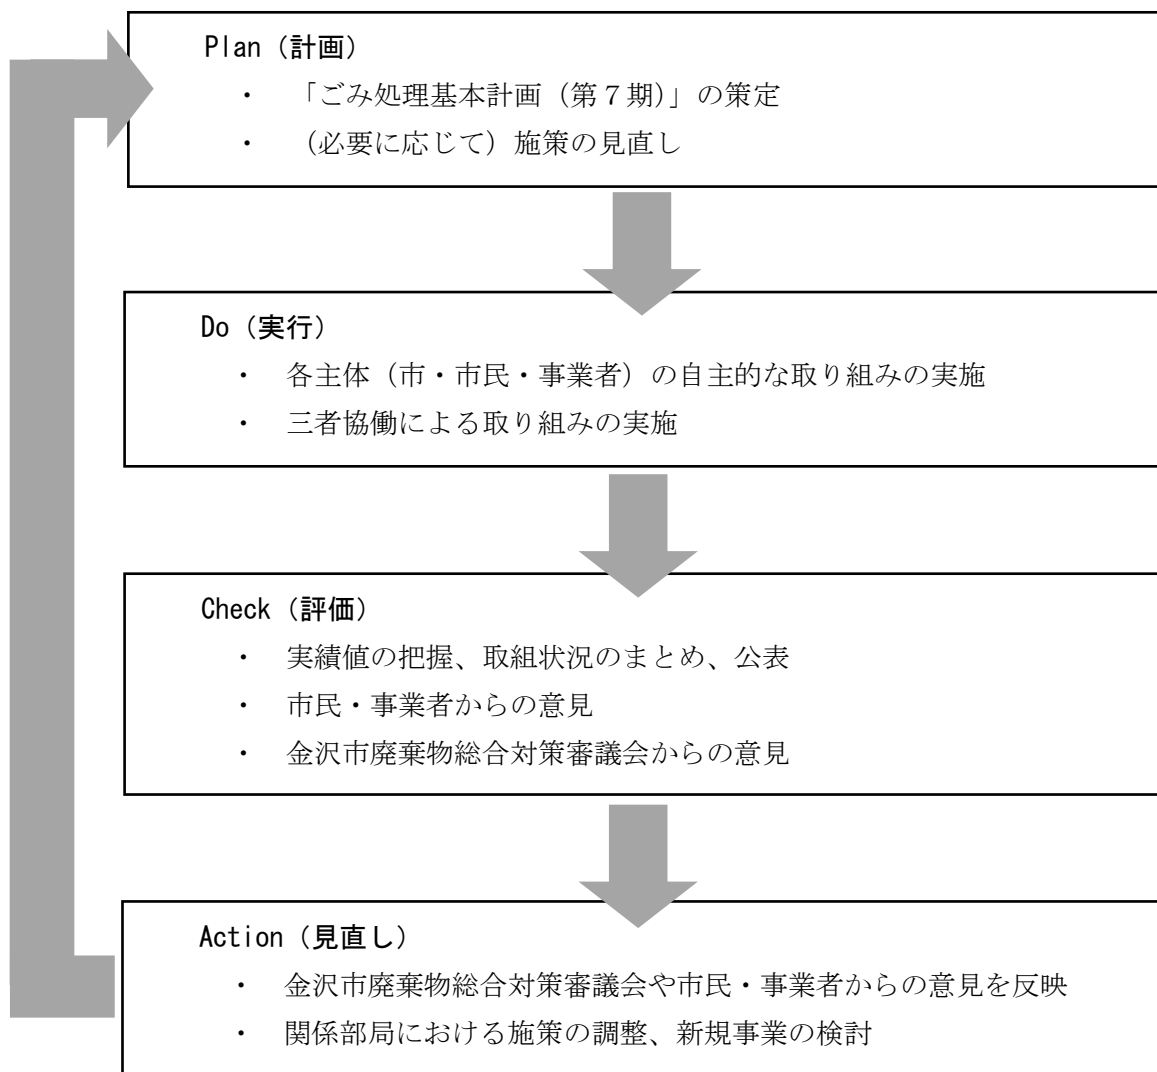 Plan（計画）
・ 「ごみ処理基本計画（第７期）」の策定
・ （必要に応じて）施策の見直し
Do（実行）
・ 各主体（市・市民・事業者）の自主的な取り組みの実施
・ 三者協働による取り組みの実施
Check（評価）
・ 実績値の把握、取組状況のまとめ、公表
・ 市民・事業者からの意見
・ 金沢市廃棄物総合対策審議会からの意見
Action（見直し）
・ 金沢市廃棄物総合対策審議会や市民・事業者からの意見を反映
・ 関係部局における施策の調整、新規事業の検討